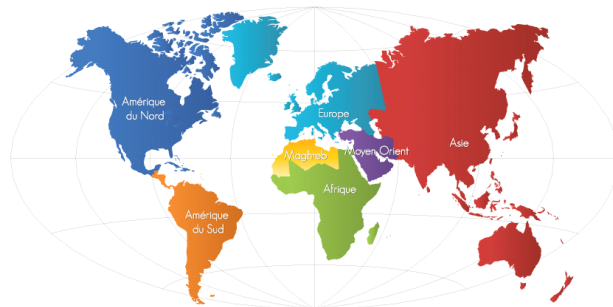 Amérique
du Nord
Europe
Asie
Maghreb
Moyen Orient
Afrique
Amérique
du Sud